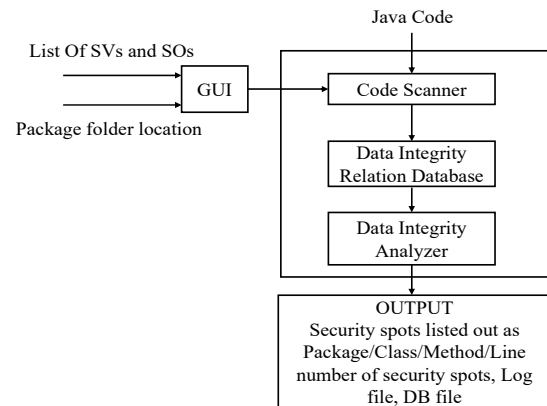 Java Code
List Of SVs and SOs
GUI
Package folder location
Code Scanner
Data Integrity
Relation Database
Data Integrity
Analyzer
OUTPUT
Security spots listed out as
Package/Class/Method/Line
number of security spots, Log
file, DB file